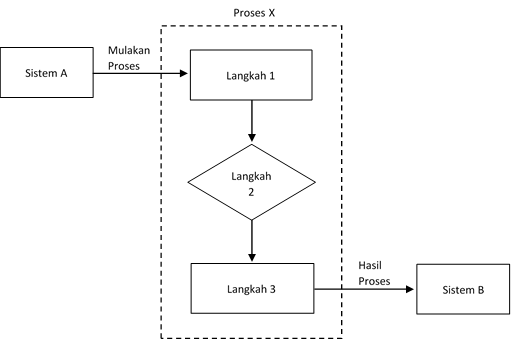 Proses X
Sistem A
Mulakan
Proses
Langkah 1
Langkah
2
Langkah 3
Hasil
Proses
Sistem B